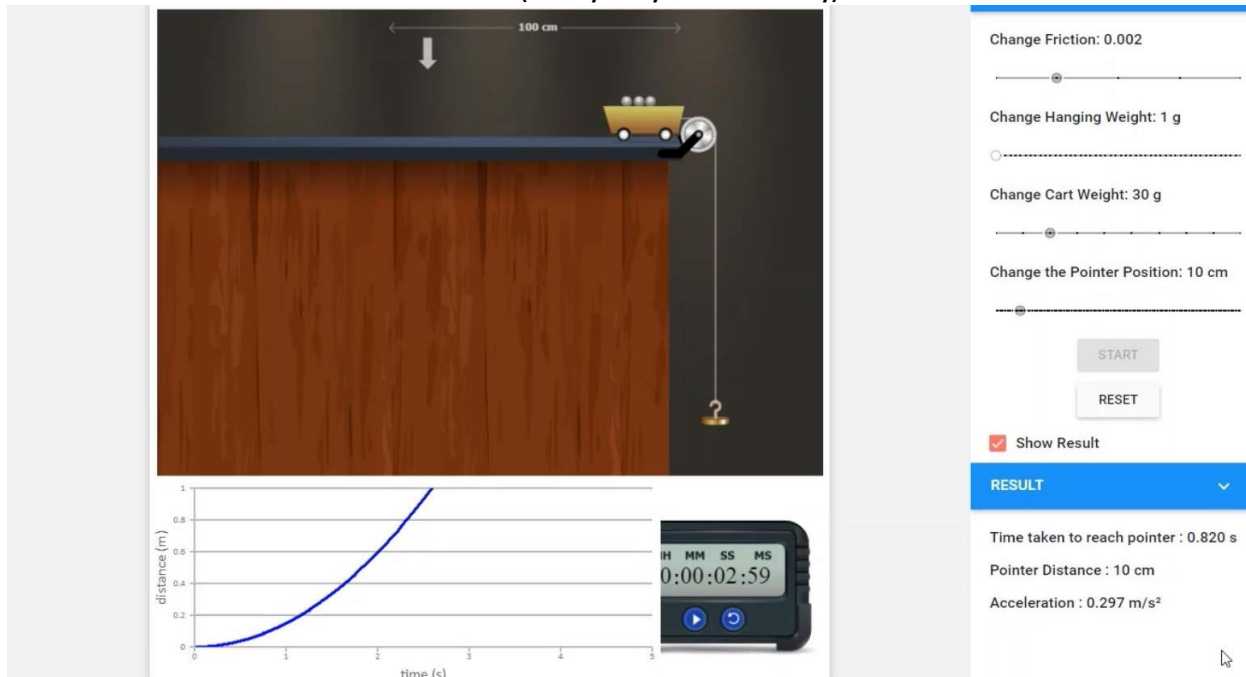 100 cm
Change Friction: 0.002
Change Hanging Weight: 1 g
Change Cart Weight: 30 g
Change the Pointer Position: 10 cm
START
RESET
Show Result
RESULT
Time taken to reach pointer : 0.820 s
Pointer Distance : 10 cm
Acceleration : 0.297 m/s²
distance (m)
1
0.8
0.6
0.4
0.2
0
0 1 2 3 4 5
time (s)
MM SS MS
0:00:02:59